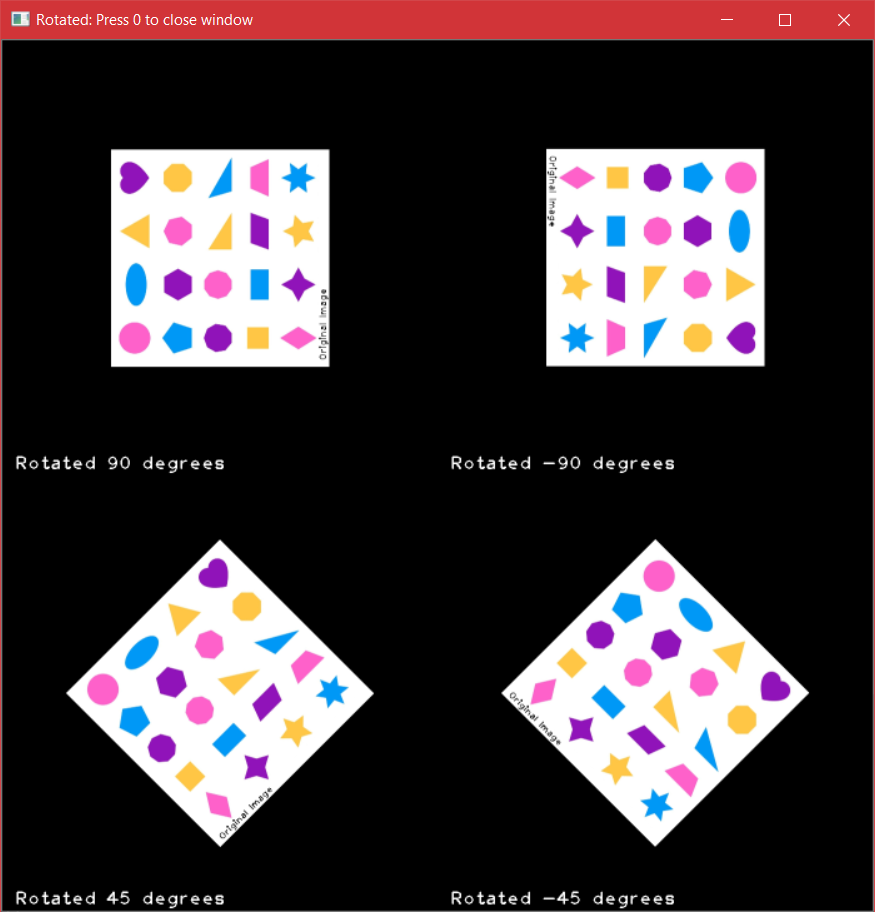 Rotated: Press 0 to close window
Original Image
Original Image
Rotated 90 degrees
Rotated -90 degrees
Original Image
Original Image
Rotated 45 degrees
Rotated -45 degrees